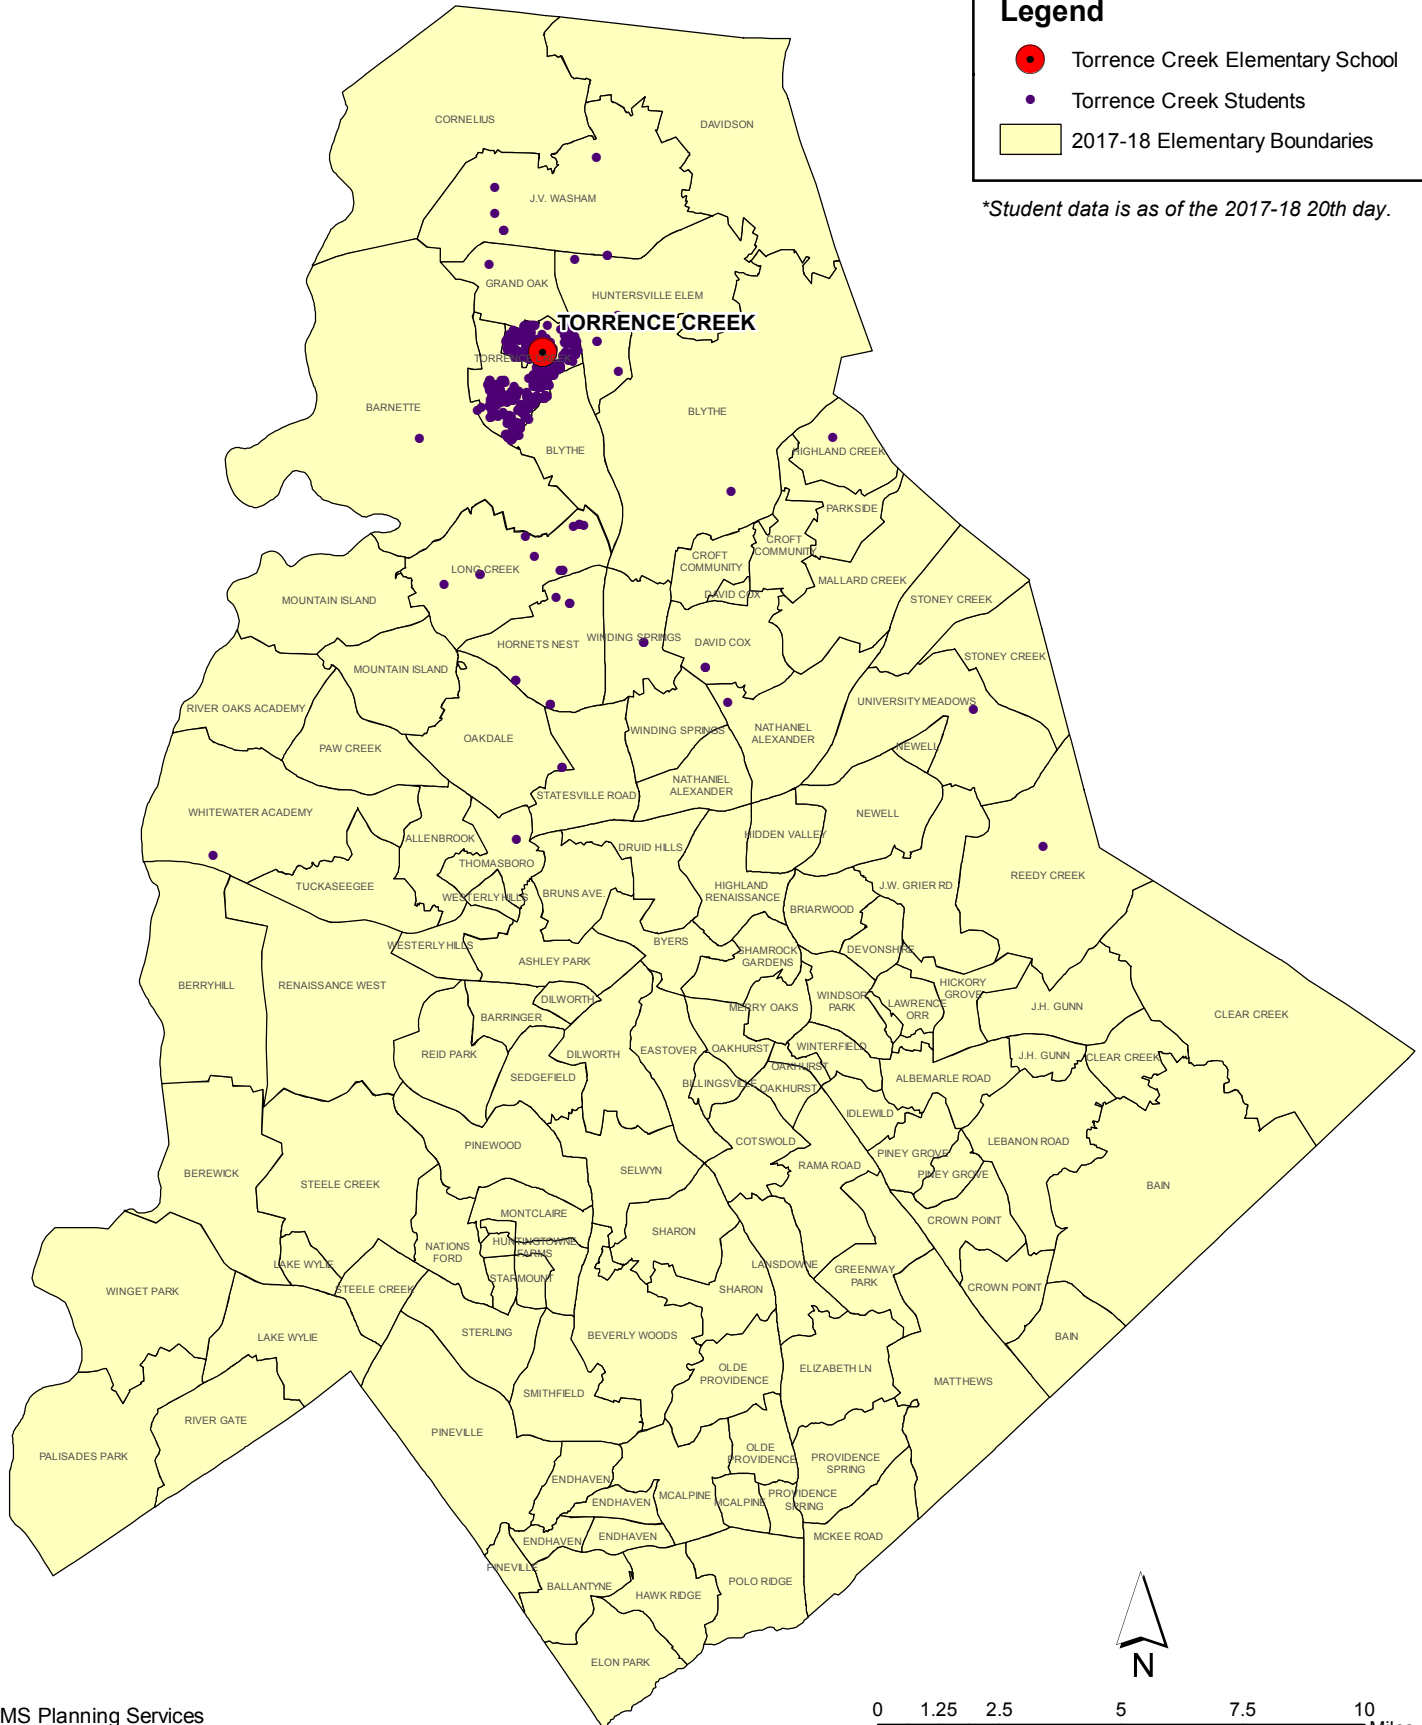 Legend
Torrence Creek Elementary School
Torrence Creek Students
2017-18 Elementary Boundaries
*Student data is as of the 2017-18 20th day.
CORNELIUS
DAVIDSON
J.V. WASHAM
GRAND OAK
HUNTERSVILLE ELEM
TORRENCE CREEK
TORRENCE CREEK
BARNETTE
BLYTHE
BLYTHE
HIGHLAND CREEK
PARKSIDE
CROFT
COMMUNITY
CROFT
COMMUNITY
LONG CREEK
MALLARD CREEK
MOUNTAIN ISLAND
DAVID COX
STONEY CREEK
HORNETS NEST
WINDING SPRINGS
DAVID COX
STONEY CREEK
MOUNTAIN ISLAND
UNIVERSITY MEADOWS
RIVER OAKS ACADEMY
OAKDALE
WINDING SPRINGS
NATHANIEL
ALEXANDER
PAW CREEK
NEWELL
NATHANIEL
ALEXANDER
STATESVILLE ROAD
WHITEWATER ACADEMY
NEWELL
ALLENBROOK
HIDDEN VALLEY
DRUID HILLS
THOMASBORO
REEDY CREEK
TUCKASEEGEE
WESTERLY HILLS
BRUNS AVE.
HIGHLAND
RENAISSANCE
J.W. GRIER RD
BRIARWOOD
WESTERLY HILLS
BYERS
DEVONSHIRE
SHAMROCK
GARDENS
ASHLEY PARK
BERRYHILL
RENAISSANCE WEST
HICKORY
GROVE
DILWORTH
MERRY OAKS
WINDSOR
PARK
LAWRENCE
ORR
J.H. GUNN
CLEAR CREEK
BARRINGER
REID PARK
DILWORTH
EASTOVER
OAKHURST
WINTERFIELD
J.H. GUNN
CLEAR CREEK
OAKHURST
SEDGEFIELD
BILLINGSVILLE
OAKHURST
ALBEMARLE ROAD
IDLEWILD
PINEWOOD
COTSWOLD
LEBANON ROAD
PINEY GROVE
RAMA ROAD
SELWYN
PINEY GROVE
BEREWICK
STEELE CREEK
BAIN
MONTCLAIRE
CROWN POINT
SHARON
NATIONS
FORD
HUNTINGTOWNE
FARMS
LAKE WYLIE
LANSDOWNE
GREENWAY
PARK
STARMOUNT
WINGET PARK
STEELE CREEK
SHARON
CROWN POINT
LAKE WYLIE
STERLING
BEVERLY WOODS
BAIN
OLDE
PROVIDENCE
ELIZABETH LN
MATTHEWS
SMITHFIELD
RIVER GATE
PINEVILLE
PALISADES PARK
OLDE
PROVIDENCE
PROVIDENCE
SPRING
ENDHAVEN
MCALPINE
MCALPINE
PROVIDENCE
SPRING
ENDHAVEN
ENDHAVEN
ENDHAVEN
MCKEE ROAD
PINEVILLE
BALLANTYNE
HAWK RIDGE
POLO RIDGE
ELON PARK
N
MS Planning Services
0 1.25 2.5 5 7.5 10
Miles